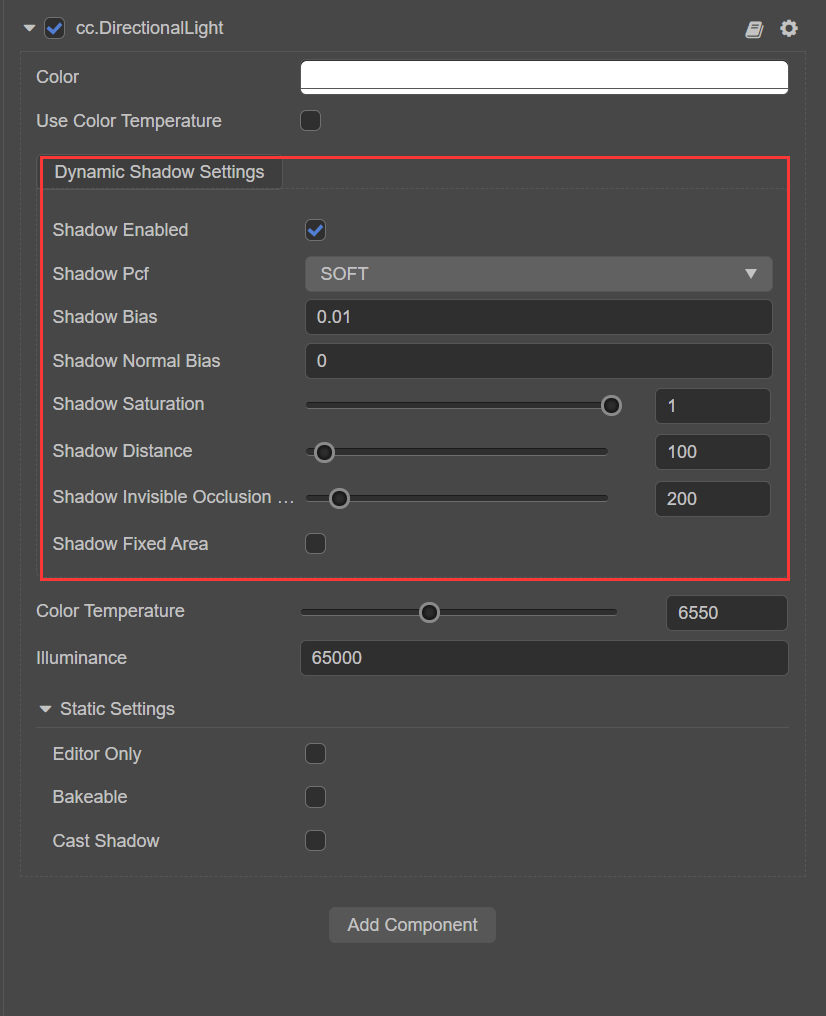 cc.DirectionalLight
Color
Use Color Temperature
Dynamic Shadow Settings
Shadow Enabled
Shadow Pcf SOFT
Shadow Bias 0.01
Shadow Normal Bias 0
Shadow Saturation 1
Shadow Distance 100
Shadow Invisible Occlusion ... 200
Shadow Fixed Area
Color Temperature 6550
Illuminance 65000
Static Settings
Editor Only
Bakeable
Cast Shadow
Add Component